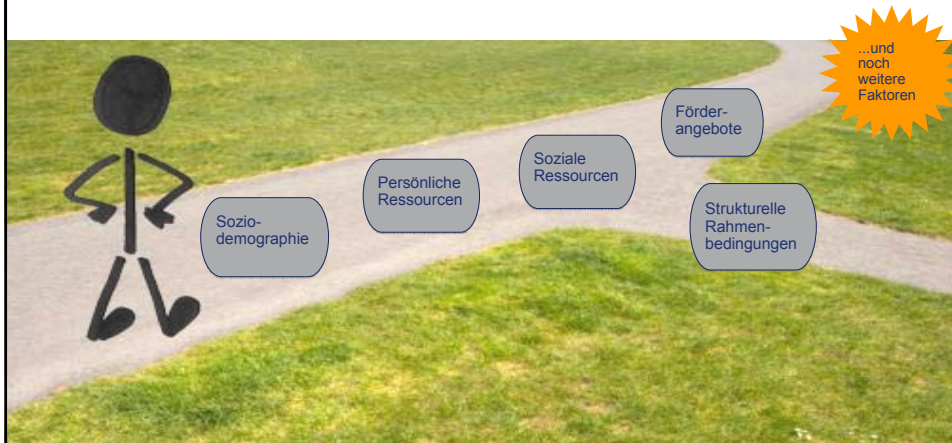 Sozio-
demographie
Persönliche
Ressourcen
Soziale
Ressourcen
Förder-
angebote
Strukturelle
Rahmen-
bedingungen
...und
noch
weitere
Faktoren